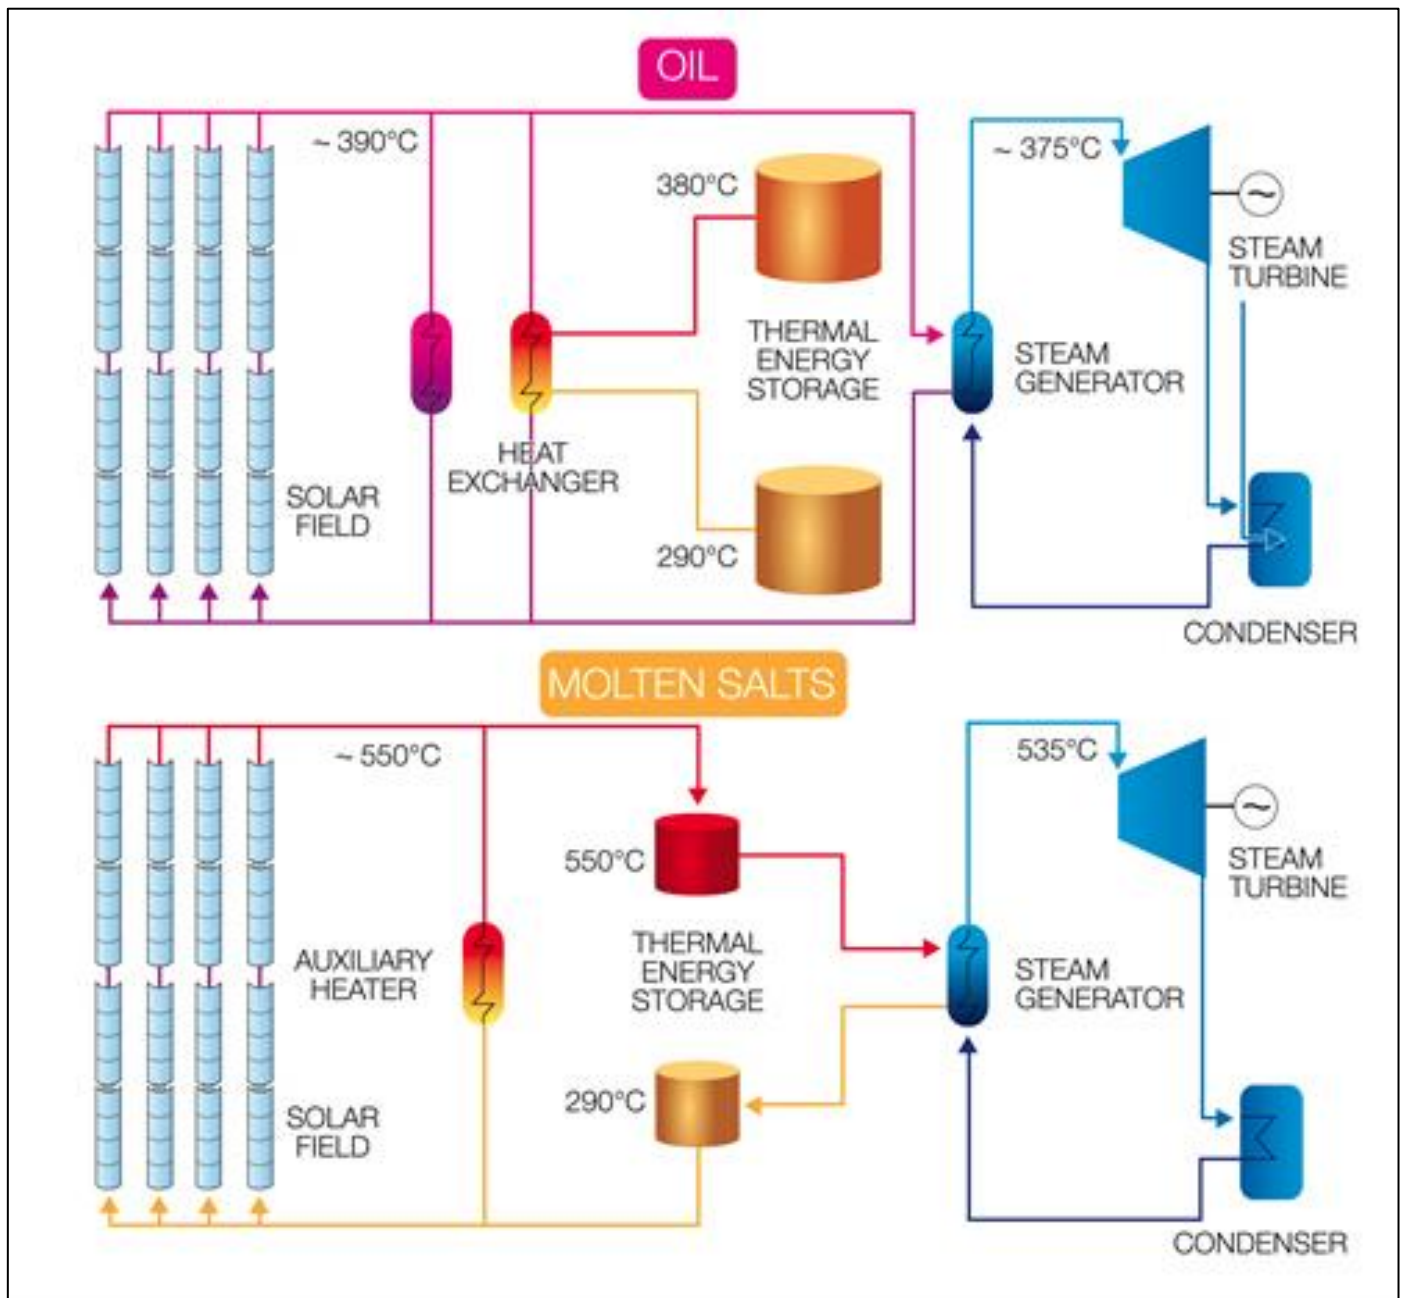 OIL
~ 390°C
380°C
~ 375°C
STEAM
TURBINE
THERMAL
ENERGY
STORAGE
STEAM
GENERATOR
HEAT
EXCHANGER
SOLAR
FIELD
290°C
CONDENSER
MOLTEN SALTS
~ 550°C
535°C
550°C
STEAM
TURBINE
AUXILIARY
HEATER
THERMAL
ENERGY
STORAGE
STEAM
GENERATOR
290°C
SOLAR
FIELD
CONDENSER